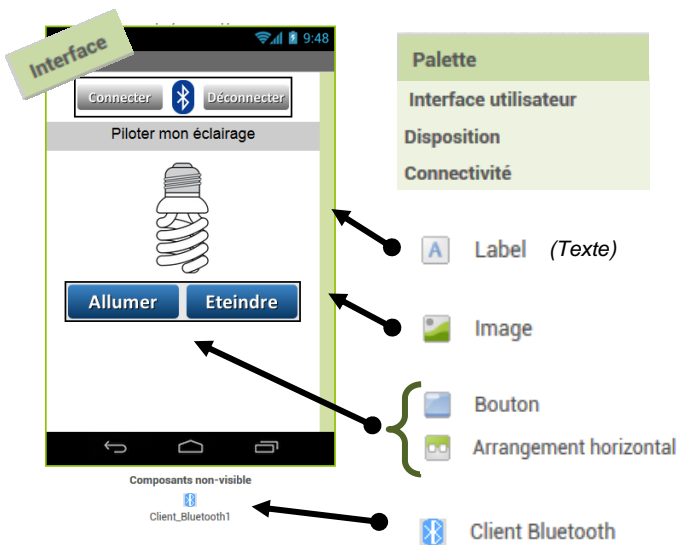 Interface
9:48
Connecter
Déconnecter
Piloter mon éclairage
Allumer
Eteindre
Composants non-visible
Client_Bluetooth1
Palette
Interface utilisateur
Disposition
Connectivité
A
Label (Texte)
Image
Bouton
Arrangement horizontal
Client Bluetooth